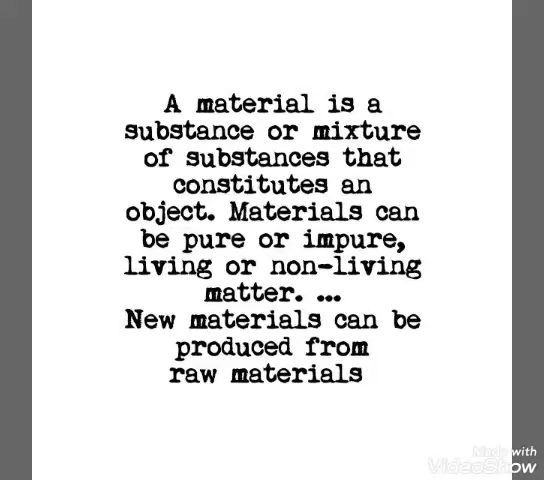 A material is a
substance or mixture
of substances that
constitutes an
object. Materials can
be pure or impure,
living or non-living
matter. ...
New materials can be
produced from
raw materials
Made with
VideoShow